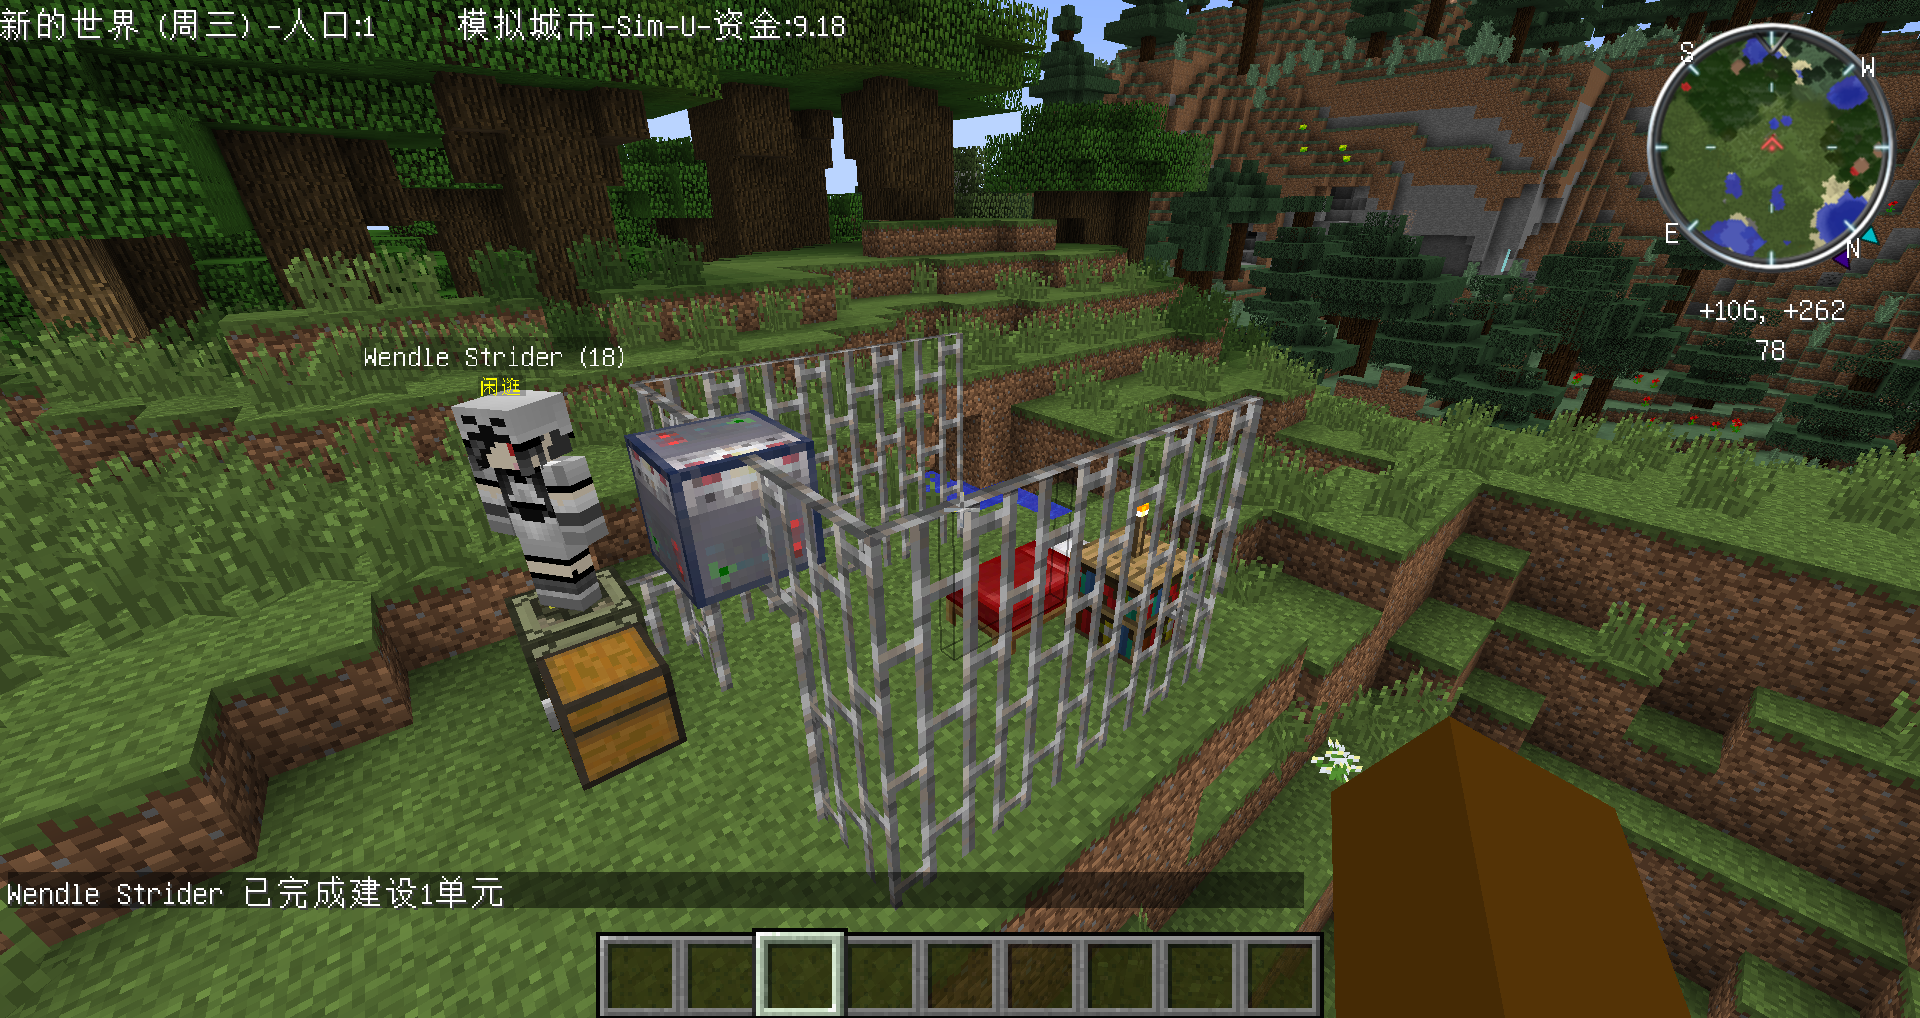 新的世界 (周三) -人口:1
模拟城市-Sim-U-资金:9.18
S
W
E
N
+106, +262
78
Wendle Strider (18)
闲逛
Wendle Strider 已完成建设1单元